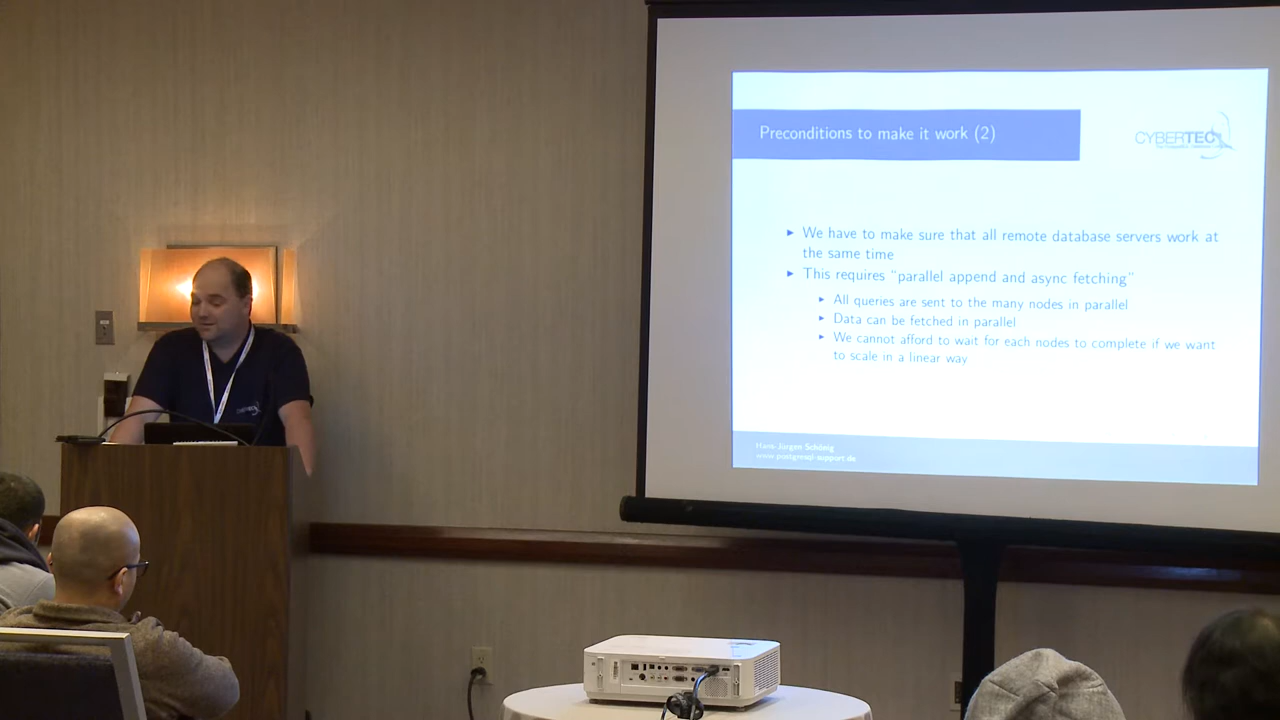 Preconditions to make it work (2)
CYBERTEC
We have to make sure that all remote database servers work at
the same time
This requires "parallel append and async fetching"
All queries are sent to the many nodes in parallel
Data can be fetched in parallel
We cannot afford to wait for each nodes to complete if we want
to scale in a linear way
Hans-Jürgen Schönig
www.postgresql-support.de